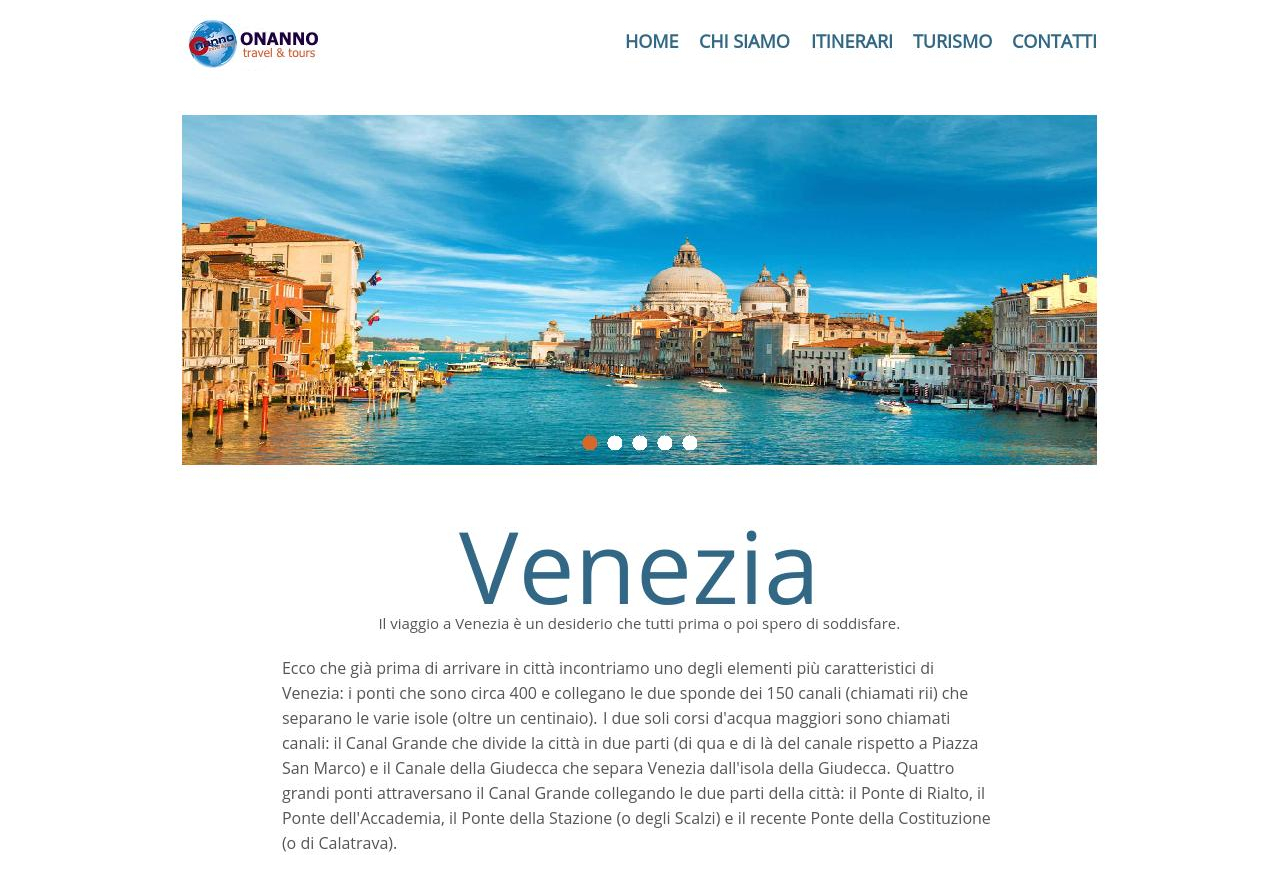 ONANNO
travel & tours
HOME CHI SIAMO ITINERARI TURISMO CONTATTI
Venezia
Il viaggio a Venezia è un desiderio che tutti prima o poi spero di soddisfare.
Ecco che già prima di arrivare in città incontriamo uno degli elementi più caratteristici di
Venezia: i ponti che sono circa 400 e collegano le due sponde dei 150 canali (chiamati rii) che
separano le varie isole (oltre un centinaio). I due soli corsi d'acqua maggiori sono chiamati
canali: il Canal Grande che divide la città in due parti (di qua e di là del canale rispetto a Piazza
San Marco) e il Canale della Giudecca che separa Venezia dall'isola della Giudecca. Quattro
grandi ponti attraversano il Canal Grande collegando le due parti della città: il Ponte di Rialto, il
Ponte dell'Accademia, il Ponte della Stazione (o degli Scalzi) e il recente Ponte della Costituzione
(o di Calatrava).